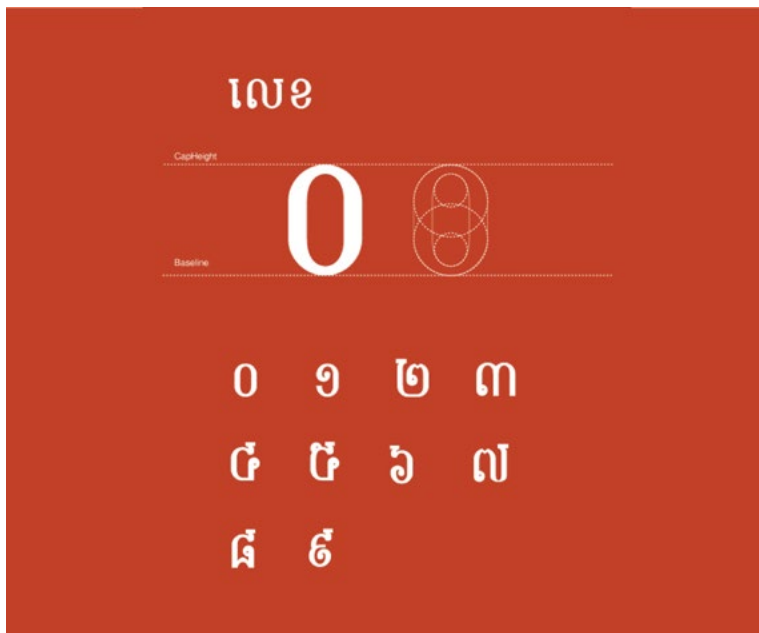 លេខ
CapHeight
០
Baseline
០ ១ ២ ៣
៤ ៥ ៦ ៧
៨ ៩